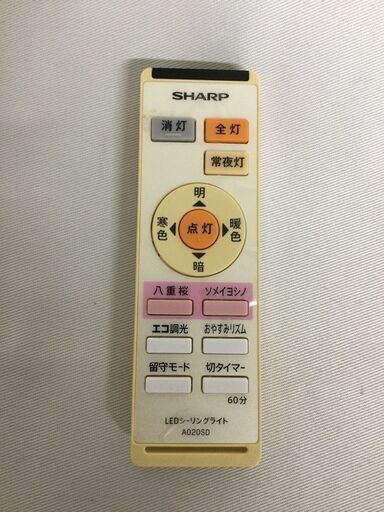 SHARP
消灯
全灯
常夜灯
明
寒色
点灯
暖色
暗
八重桜
ソメイヨシノ
エコ調光
おやすみリズム
留守モード
切タイマー
60分
LEDシーリングライト
A020SD